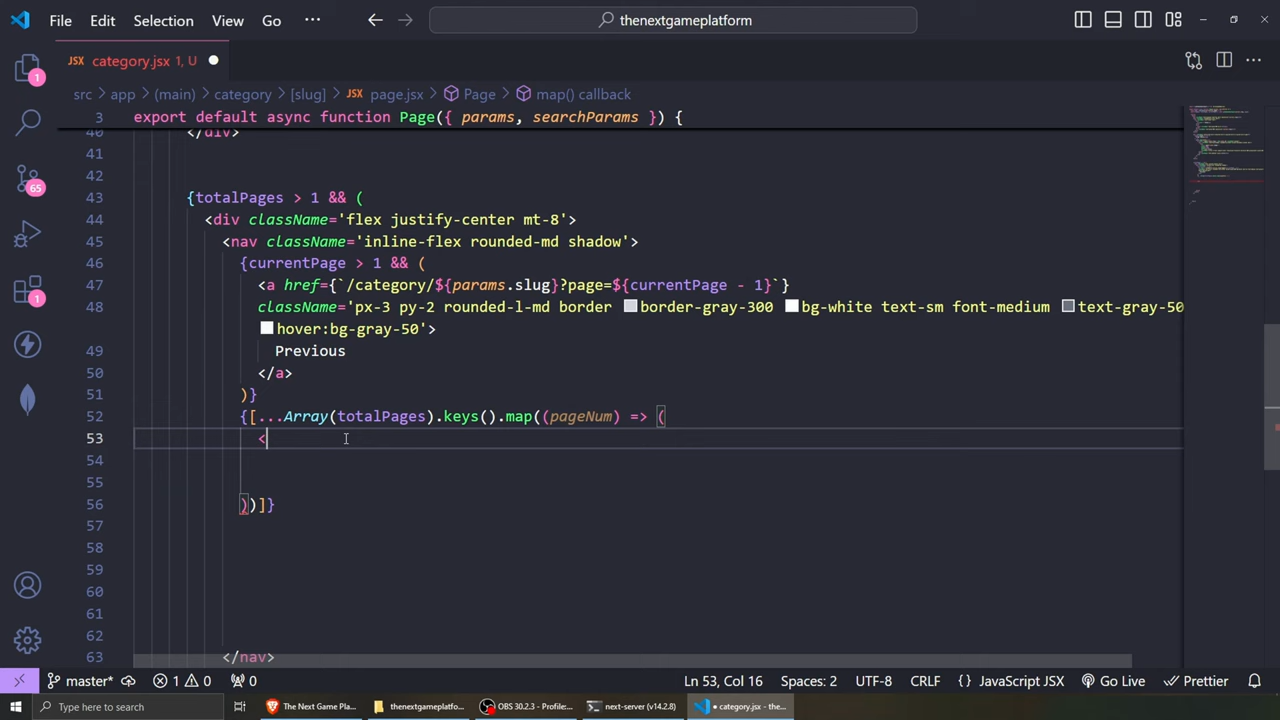 File Edit Selection View Go ··· thenextgameplatform
JSX category.jsx 1, U
src > app > (main) > category > [slug] > JSX page.jsx > Page > map() callback
3 export default async function Page({ params, searchParams }) {
40 </div>
41
42
43 {totalPages > 1 && (
44 <div className='flex justify-center mt-8'>
45 <nav className='inline-flex rounded-md shadow'>
46 {currentPage > 1 && (
47 <a href={`/category/${params.slug}?page=${currentPage - 1}`}
48 className='px-3 py-2 rounded-l-md border border-gray-300 bg-white text-sm font-medium text-gray-50
hover:bg-gray-50'>
49 Previous
50 </a>
51 )}
52 {[...Array(totalPages).keys().map((pageNum) => (
53 <
54
55
56 ))]}
57
58
59
60
61
62
63 </nav>
1
65
1
master* 1 0 0 Ln 53, Col 16 Spaces: 2 UTF-8 CRLF {} JavaScript JSX Go Live Prettier
Type here to search The Next Game Pla... thenextgameplatfo... OBS 30.2.3 - Profile:... next-server (v14.2.8) • category.jsx - the...